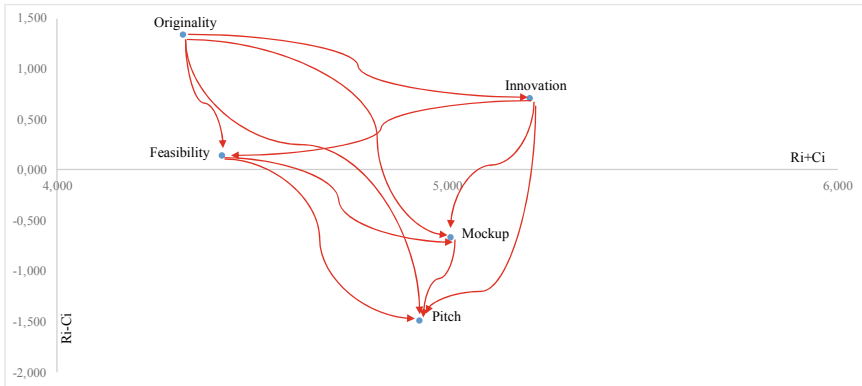 1,500
Originality
1,000
Innovation
0,500
Feasibility
Ri+Ci
0,000
4,000
5,000
6,000
-0,500
Mockup
-1,000
Pitch
-1,500
Ri-Ci
-2,000